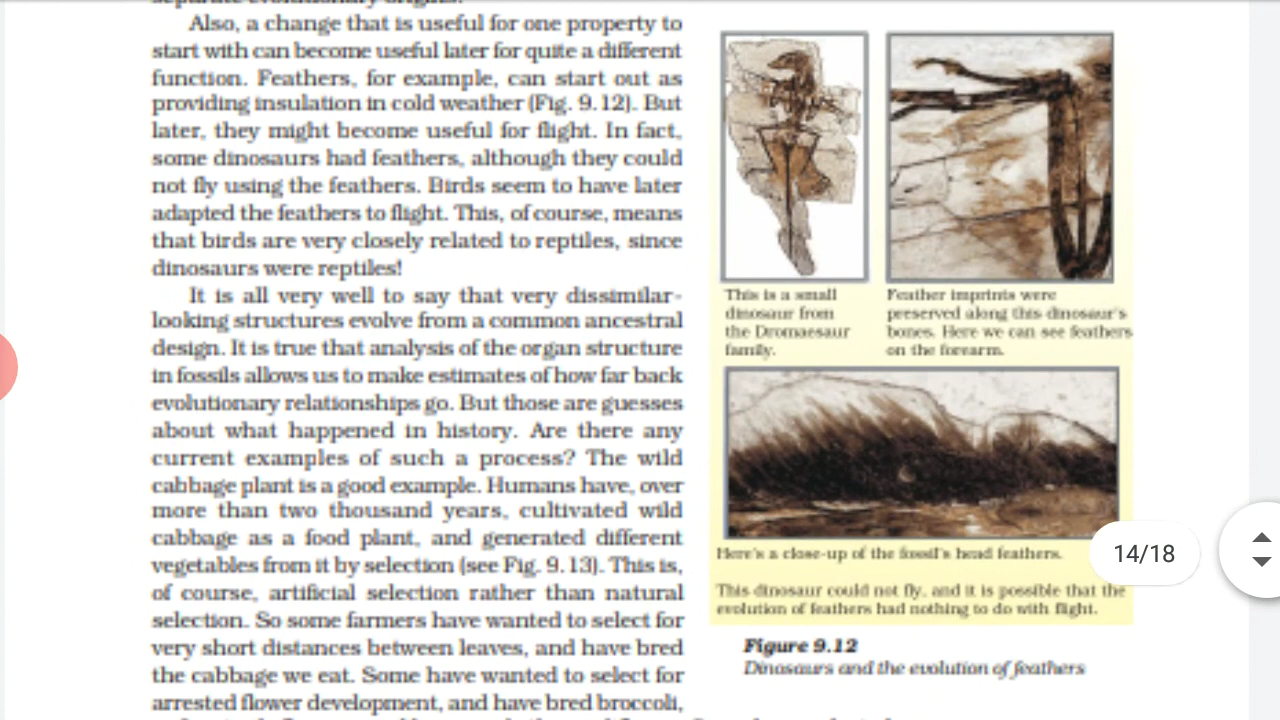 separate evolutionary origins.
Also, a change that is useful for one property to
start with can become useful later for quite a different
function. Feathers, for example, can start out as
providing insulation in cold weather (Fig. 9.12). But
later, they might become useful for flight. In fact,
some dinosaurs had feathers, although they could
not fly using the feathers. Birds seem to have later
adapted the feathers to flight. This, of course, means
that birds are very closely related to reptiles, since
dinosaurs were reptiles!
It is all very well to say that very dissimilar-
looking structures evolve from a common ancestral
design. It is true that analysis of the organ structure
in fossils allows us to make estimates of how far back
evolutionary relationships go. But those are guesses
about what happened in history. Are there any
current examples of such a process? The wild
cabbage plant is a good example. Humans have, over
more than two thousand years, cultivated wild
cabbage as a food plant, and generated different
vegetables from it by selection (see Fig. 9.13). This is,
of course, artificial selection rather than natural
selection. So some farmers have wanted to select for
very short distances between leaves, and have bred
the cabbage we eat. Some have wanted to select for
arrested flower development, and have bred broccoli,
This is a small
dinosaur from
the Dromaesaur
family.
Feather imprints were
preserved along this dinosaur's
bones. Here we can see feathers
on the forearm.
Here's a close-up of the fossil's head feathers.
This dinosaur could not fly, and it is possible that the
evolution of feathers had nothing to do with flight.
Figure 9.12
Dinosaurs and the evolution of feathers
14/18